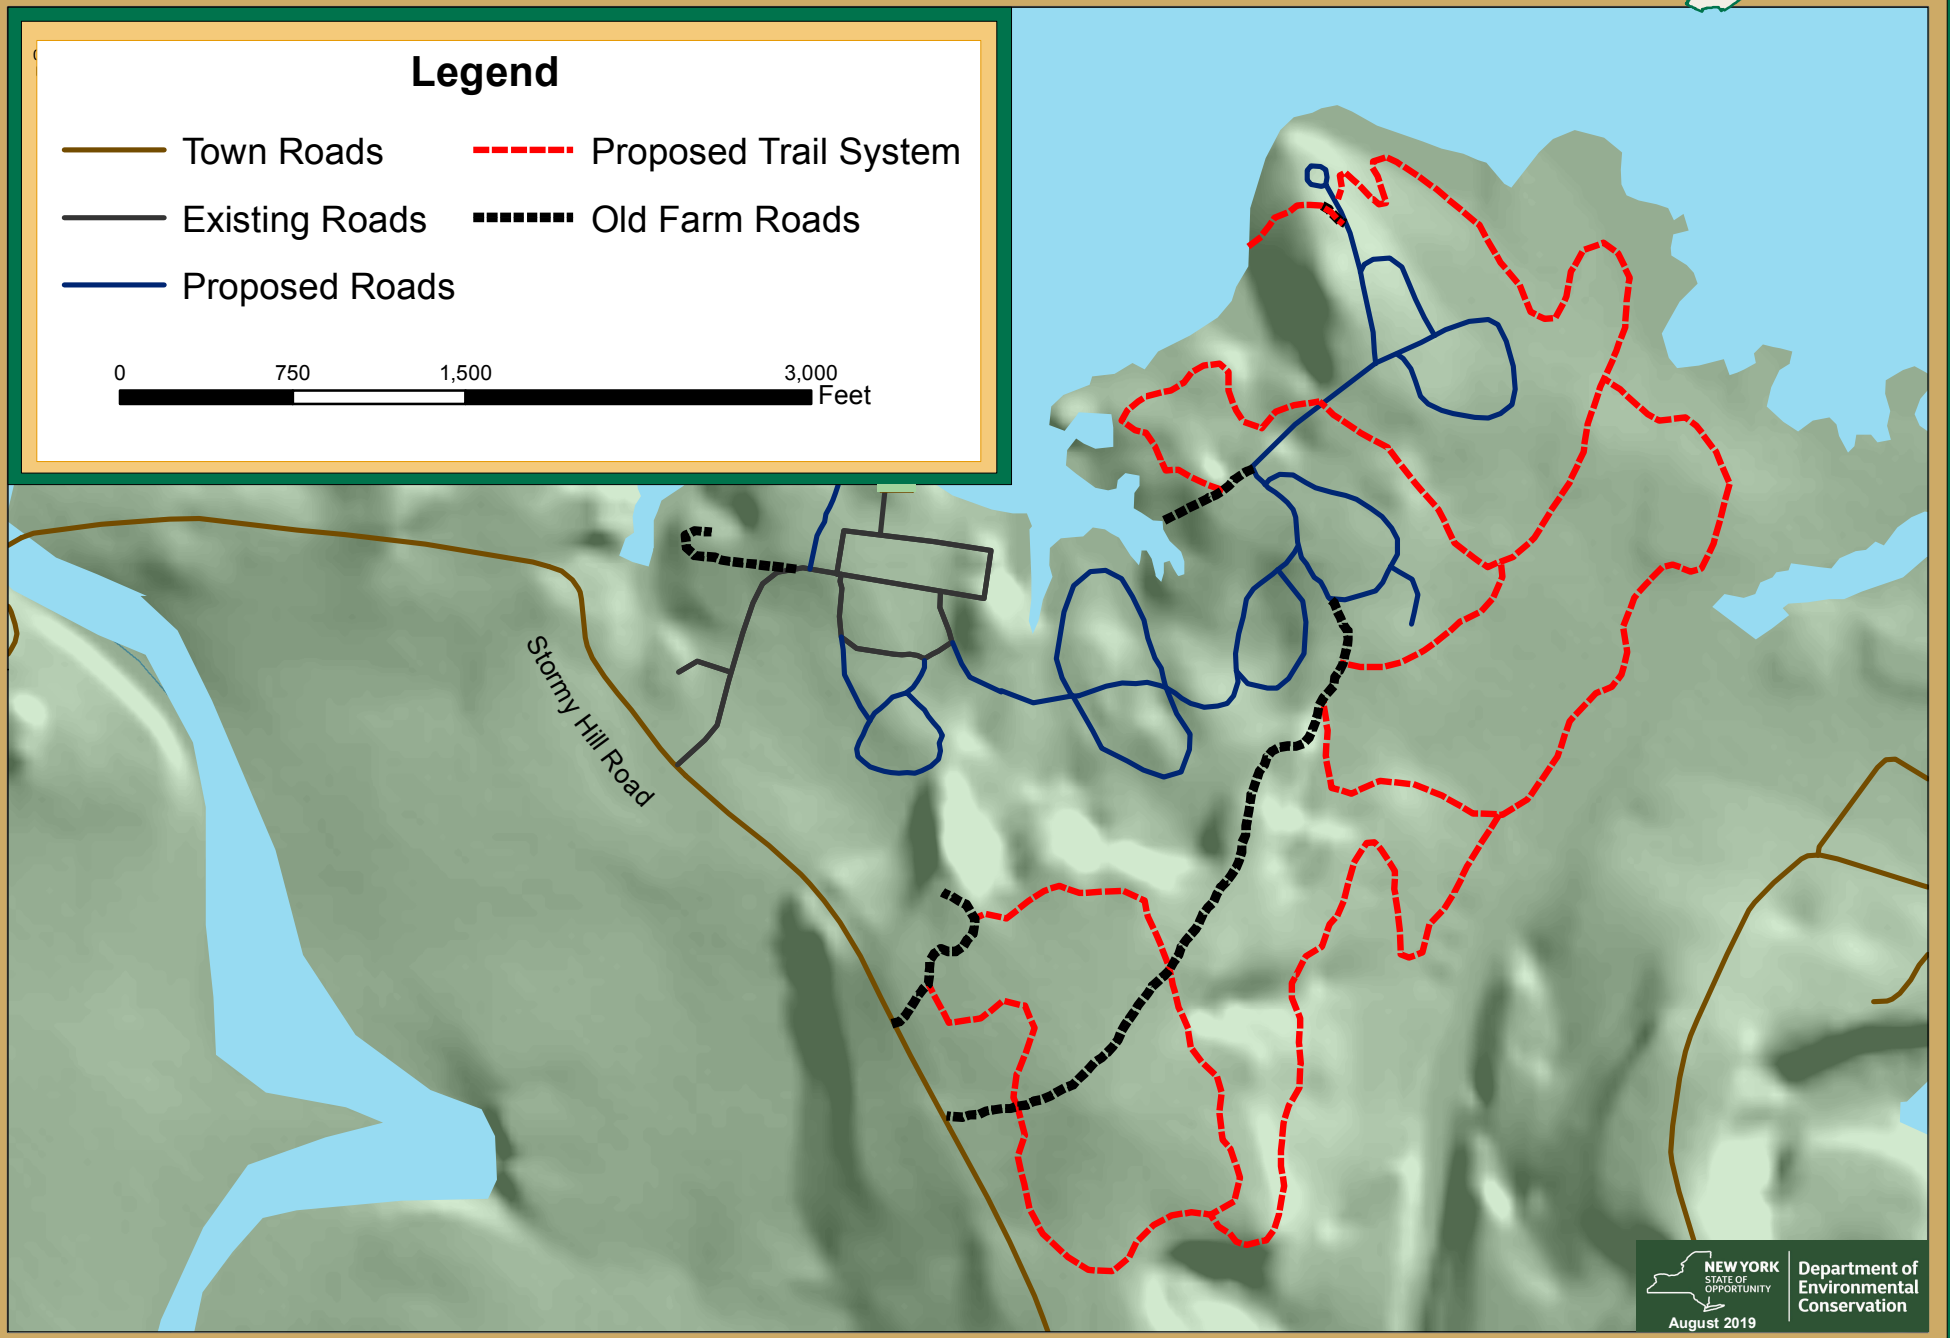 Legend
Town Roads
Proposed Trail System
Existing Roads
Old Farm Roads
Proposed Roads
0 750 1,500 3,000
Feet
Stormy Hill Road
NEW YORK
STATE OF
OPPORTUNITY
Department of
Environmental
Conservation
August 2019